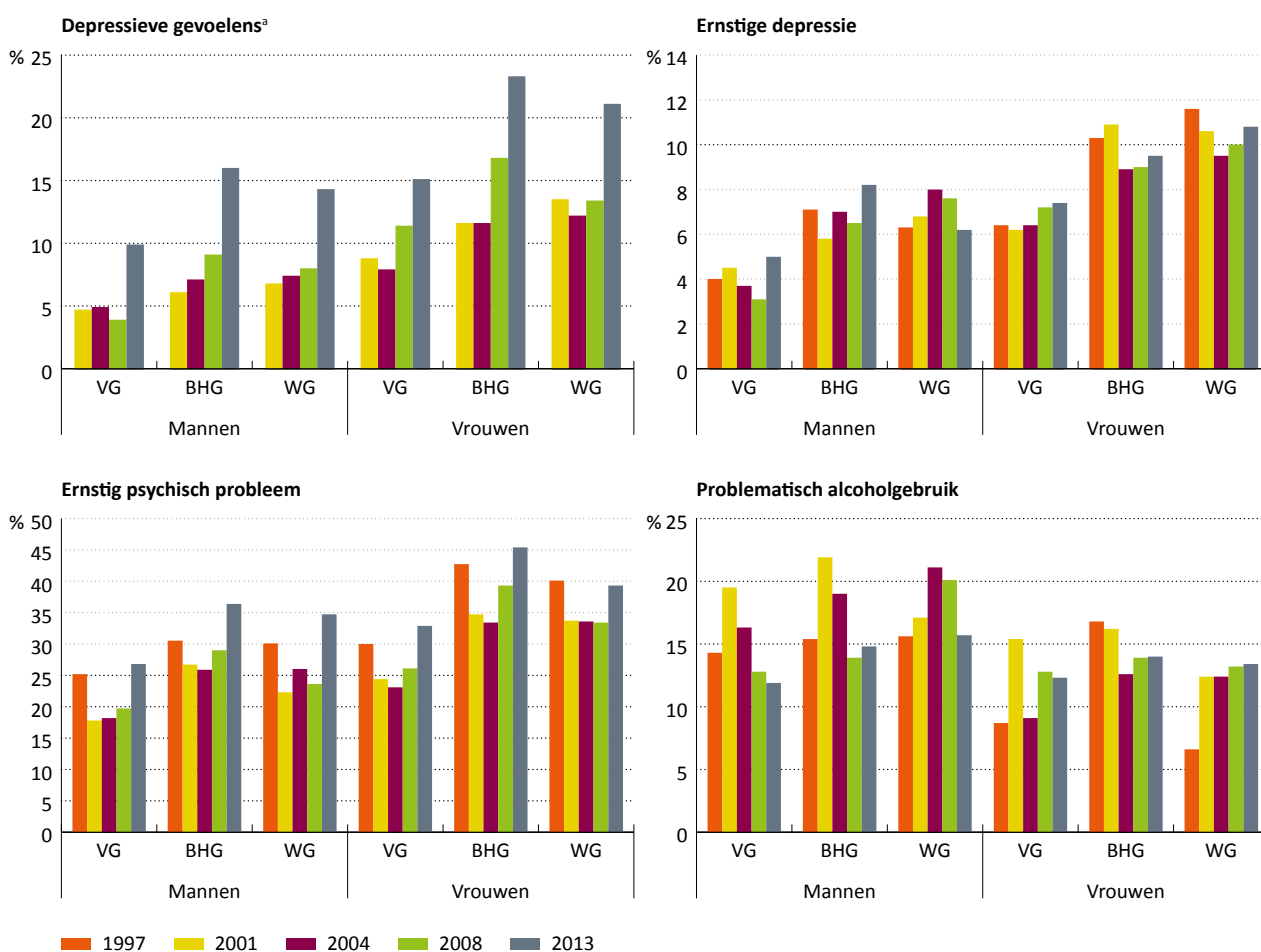 Depressieve gevoelensᵃ
% 25
20
15
10
5
0
VG BHG WG VG BHG WG
Mannen Vrouwen
Ernstige depressie
% 14
12
10
8
6
4
2
0
VG BHG WG VG BHG WG
Mannen Vrouwen
Ernstig psychisch probleem
% 50
45
40
35
30
25
20
15
10
5
0
VG BHG WG VG BHG WG
Mannen Vrouwen
Problematisch alcoholgebruik
% 25
20
15
10
5
0
VG BHG WG VG BHG WG
Mannen Vrouwen
1997 2001 2004 2008 2013